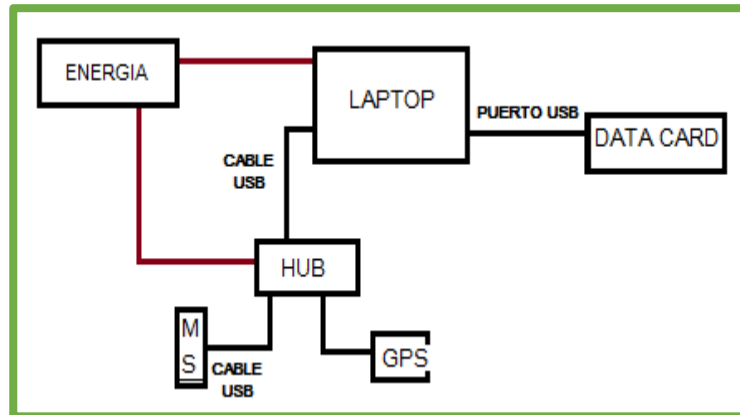 ENERGIA
LAPTOP
PUERTO USB
DATA CARD
CABLE
USB
HUB
M
S
CABLE
USB
GPS